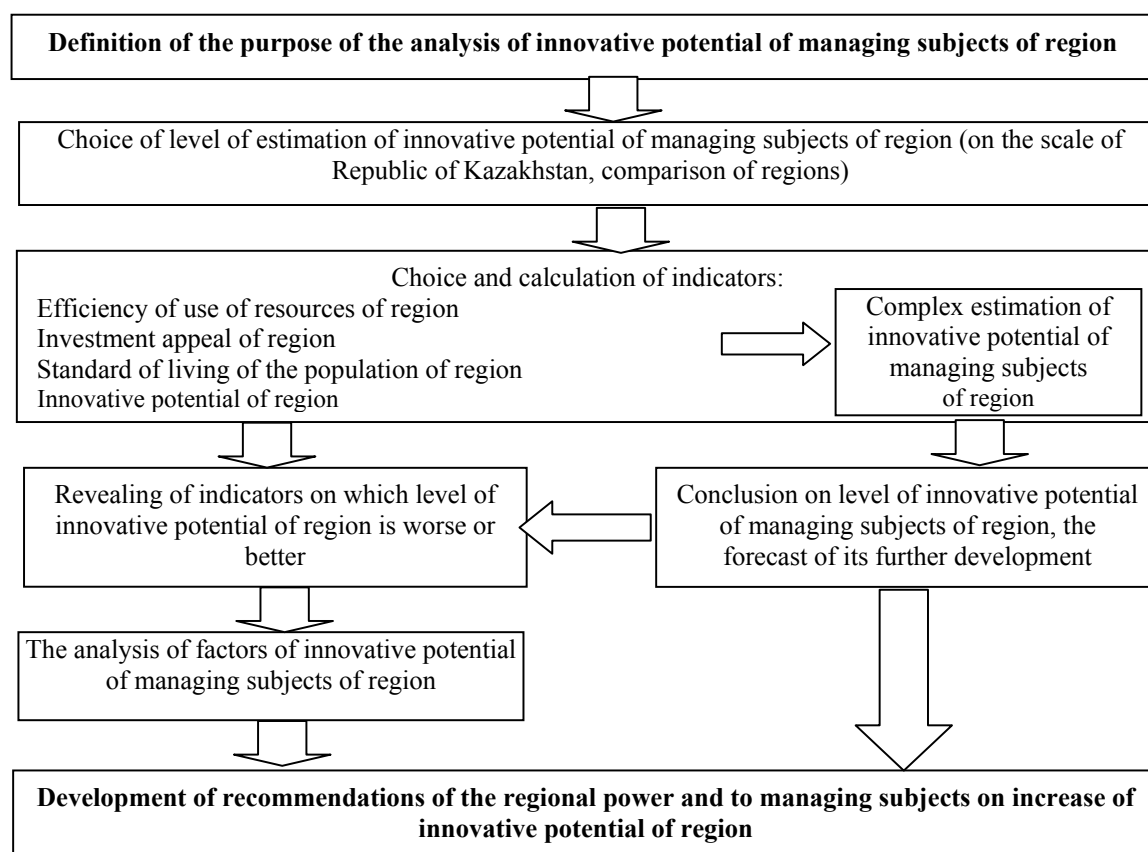 Definition of the purpose of the analysis of innovative potential of managing subjects of region
Choice of level of estimation of innovative potential of managing subjects of region (on the scale of
Republic of Kazakhstan, comparison of regions)
Choice and calculation of indicators:
Efficiency of use of resources of region
Investment appeal of region
Standard of living of the population of region
Innovative potential of region
Complex estimation of
innovative potential of
managing subjects
of region
Revealing of indicators on which level of
innovative potential of region is worse or
better
Conclusion on level of innovative potential
of managing subjects of region, the
forecast of its further development
The analysis of factors of innovative potential
of managing subjects of region
Development of recommendations of the regional power and to managing subjects on increase of
innovative potential of region